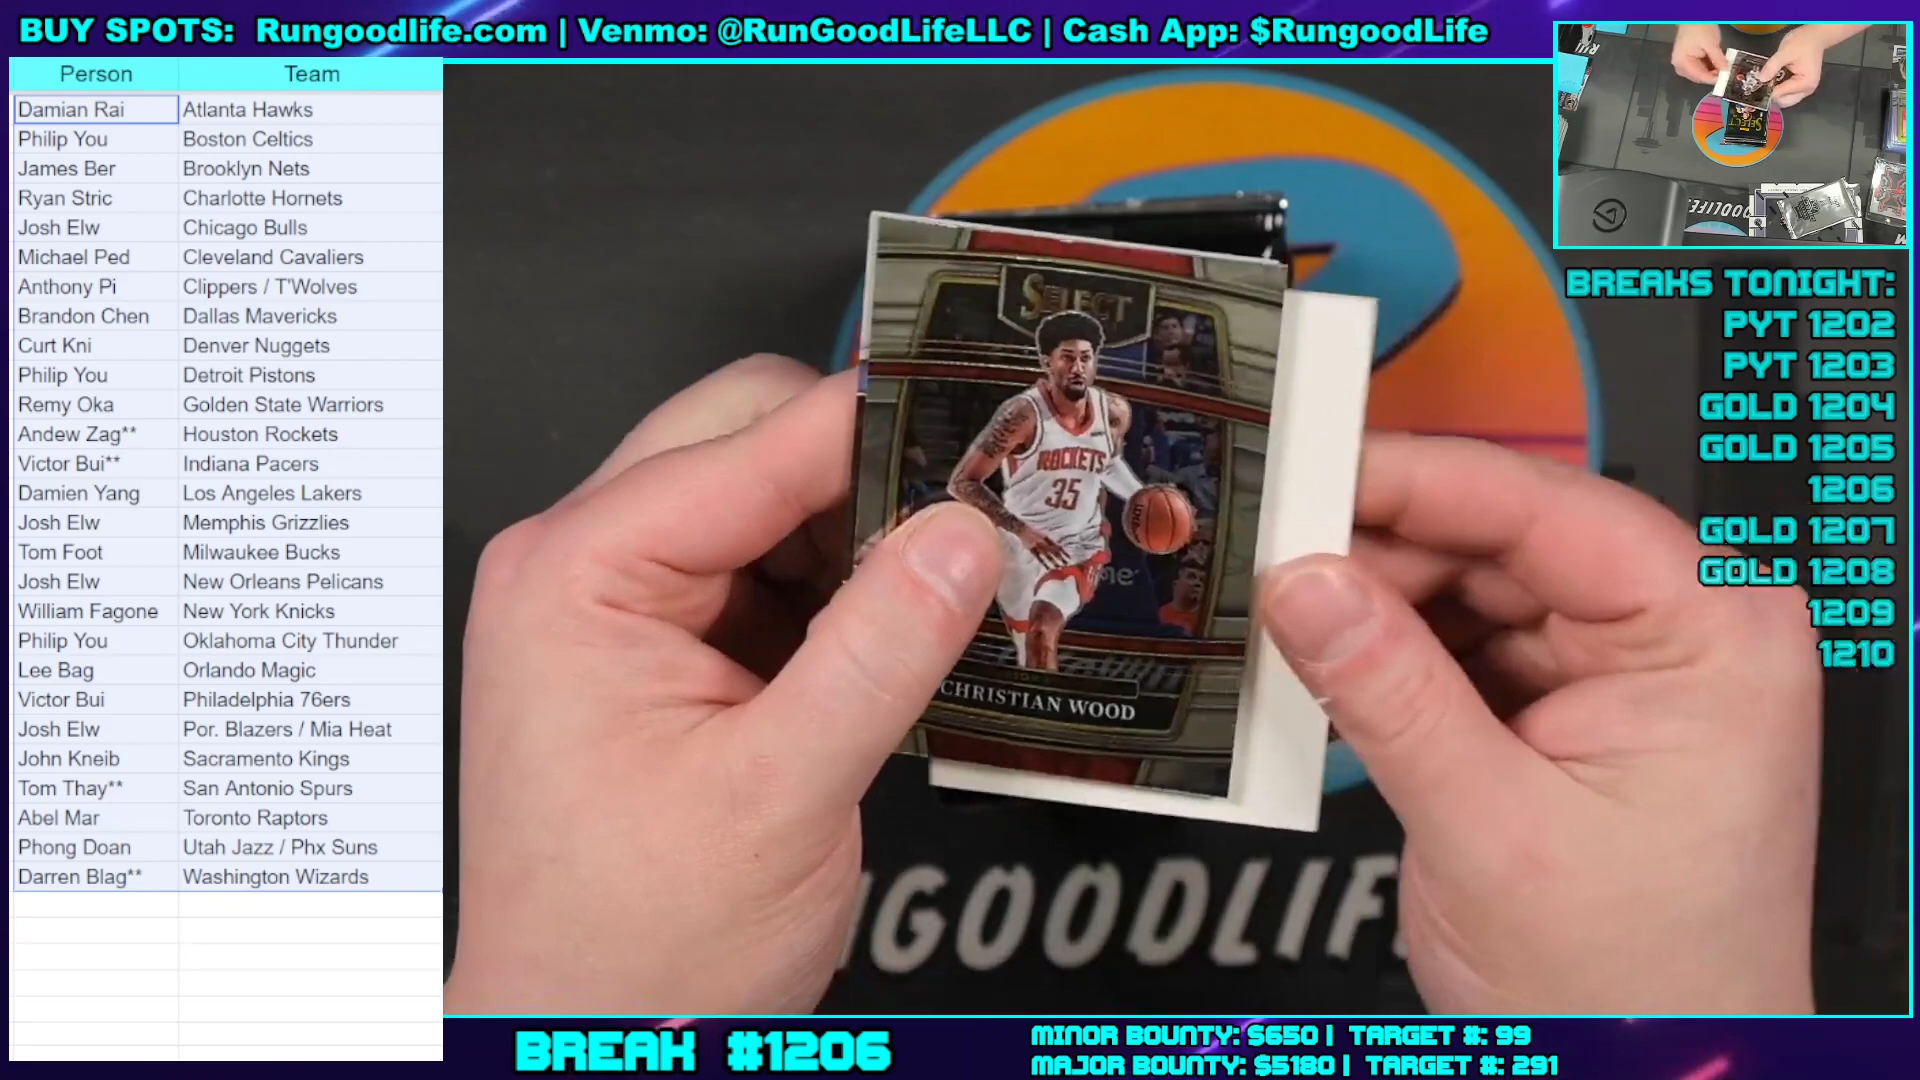 BUY SPOTS: Rungoodlife.com | Venmo: @RunGoodLifeLLC | Cash App: $RungoodLife
Person Team
Damian Rai Atlanta Hawks
Philip You Boston Celtics
James Ber Brooklyn Nets
Ryan Stric Charlotte Hornets
Josh Elw Chicago Bulls
Michael Ped Cleveland Cavaliers
Anthony Pi Clippers / T'Wolves
Brandon Chen Dallas Mavericks
Curt Kni Denver Nuggets
Philip You Detroit Pistons
Remy Oka Golden State Warriors
Andew Zag** Houston Rockets
Victor Bui** Indiana Pacers
Damien Yang Los Angeles Lakers
Josh Elw Memphis Grizzlies
Tom Foot Milwaukee Bucks
Josh Elw New Orleans Pelicans
William Fagone New York Knicks
Philip You Oklahoma City Thunder
Lee Bag Orlando Magic
Victor Bui Philadelphia 76ers
Josh Elw Por. Blazers / Mia Heat
John Kneib Sacramento Kings
Tom Thay** San Antonio Spurs
Abel Mar Toronto Raptors
Phong Doan Utah Jazz / Phx Suns
Darren Blag** Washington Wizards
SELECT
ROCKETS
35
CHRISTIAN WOOD
NGOODLIF
SELECT
GOODLIFE
BREAKS TONIGHT:
PYT 1202
PYT 1203
GOLD 1204
GOLD 1205
1206
GOLD 1207
GOLD 1208
1209
1210
BREAK #1206
MINOR BOUNTY: $650 | TARGET #: 99
MAJOR BOUNTY: $5180 | TARGET #: 291